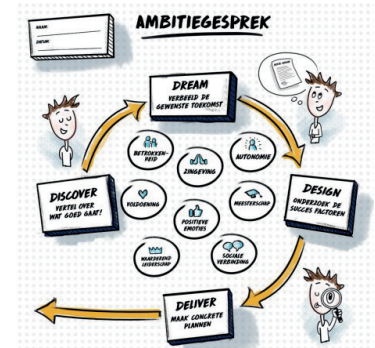 AMBITIEGESPREK
NAAM:
DATUM:
DREAM
VERBEELD DE
GEWENSTE TOEKOMST
BETROKKEN-
HEID
ZINGEVING
AUTONOMIE
DISCOVER
VERTEL OVER
WAT GOED GAAT!
VOLDOENING
MEESTERSCHAP
DESIGN
ONDERZOEK DE
SUCCES FACTOREN
POSITIEVE
EMOTIES
WAARDEREND
LEIDERSCHAP
SOCIALE
VERBINDING
DELIVER
MAAK CONCRETE
PLANNEN